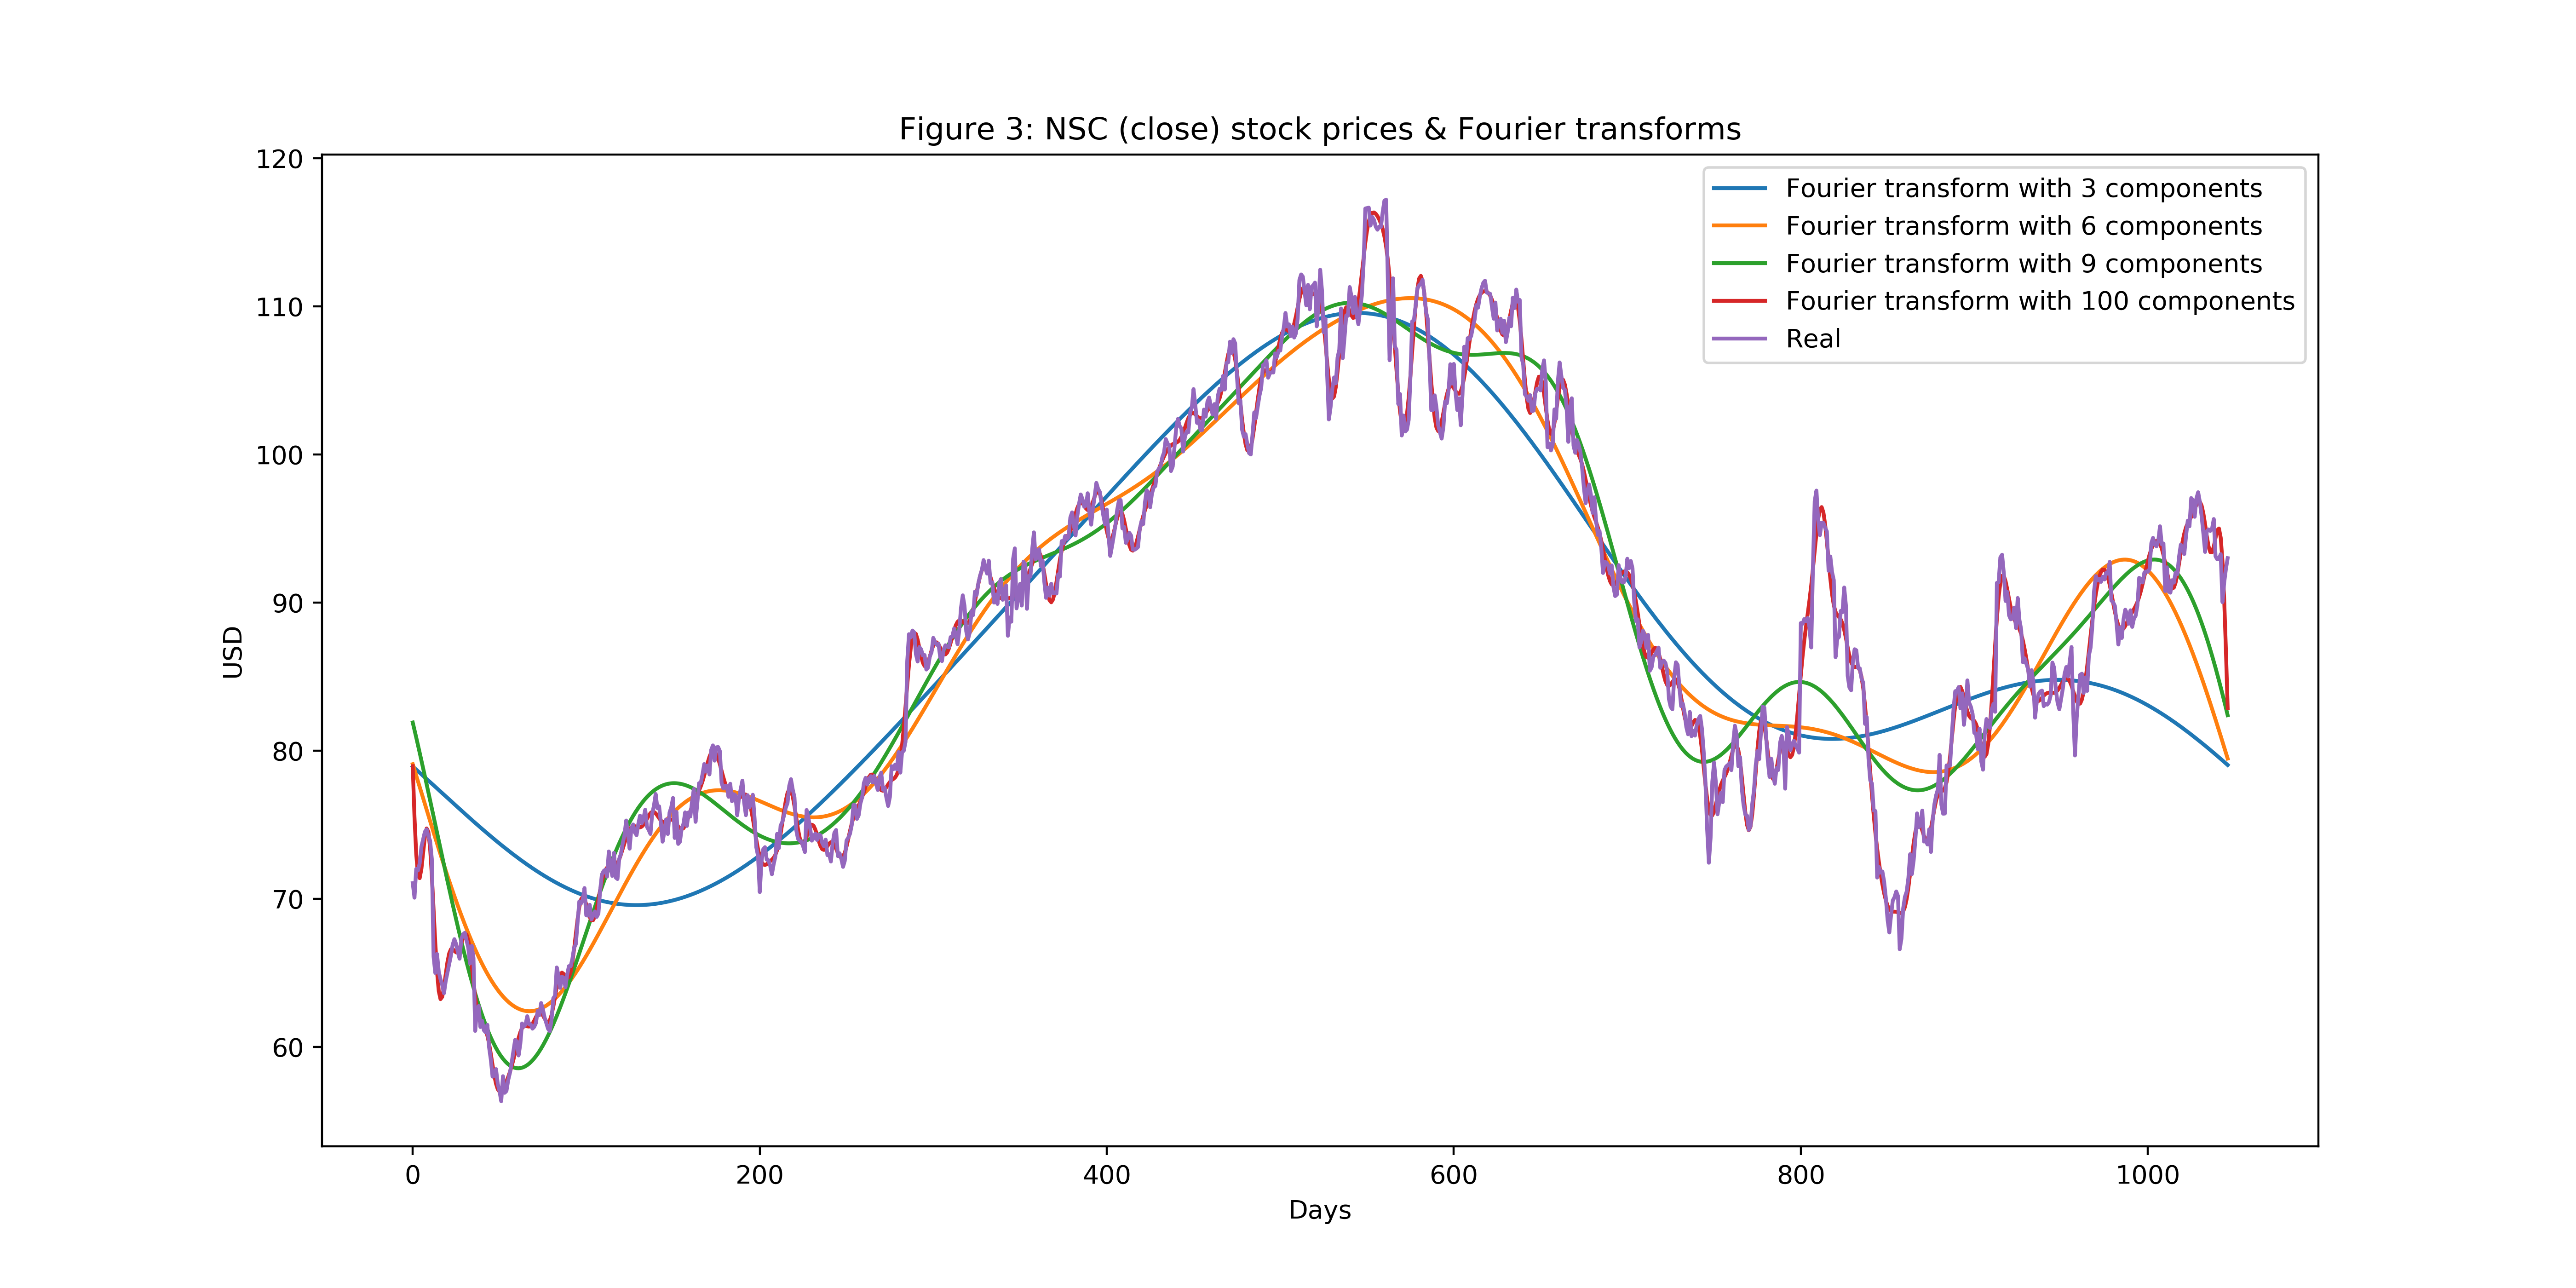 Figure 3: NSC (close) stock prices & Fourier transforms
120
110
100
90
80
70
60
USD
0 200 400 600 800 1000
Days
Fourier transform with 3 components
Fourier transform with 6 components
Fourier transform with 9 components
Fourier transform with 100 components
Real